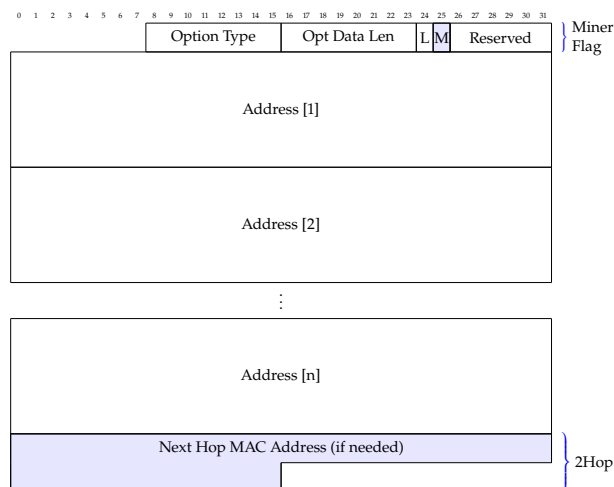 0 1 2 3 4 5 6 7 8 9 10 11 12 13 14 15 16 17 18 19 20 21 22 23 24 25 26 27 28 29 30 31
Option Type Opt Data Len L M Reserved Miner
Flag
Address [1]
Address [2]
⋮
Address [n]
Next Hop MAC Address (if needed)
2Hop